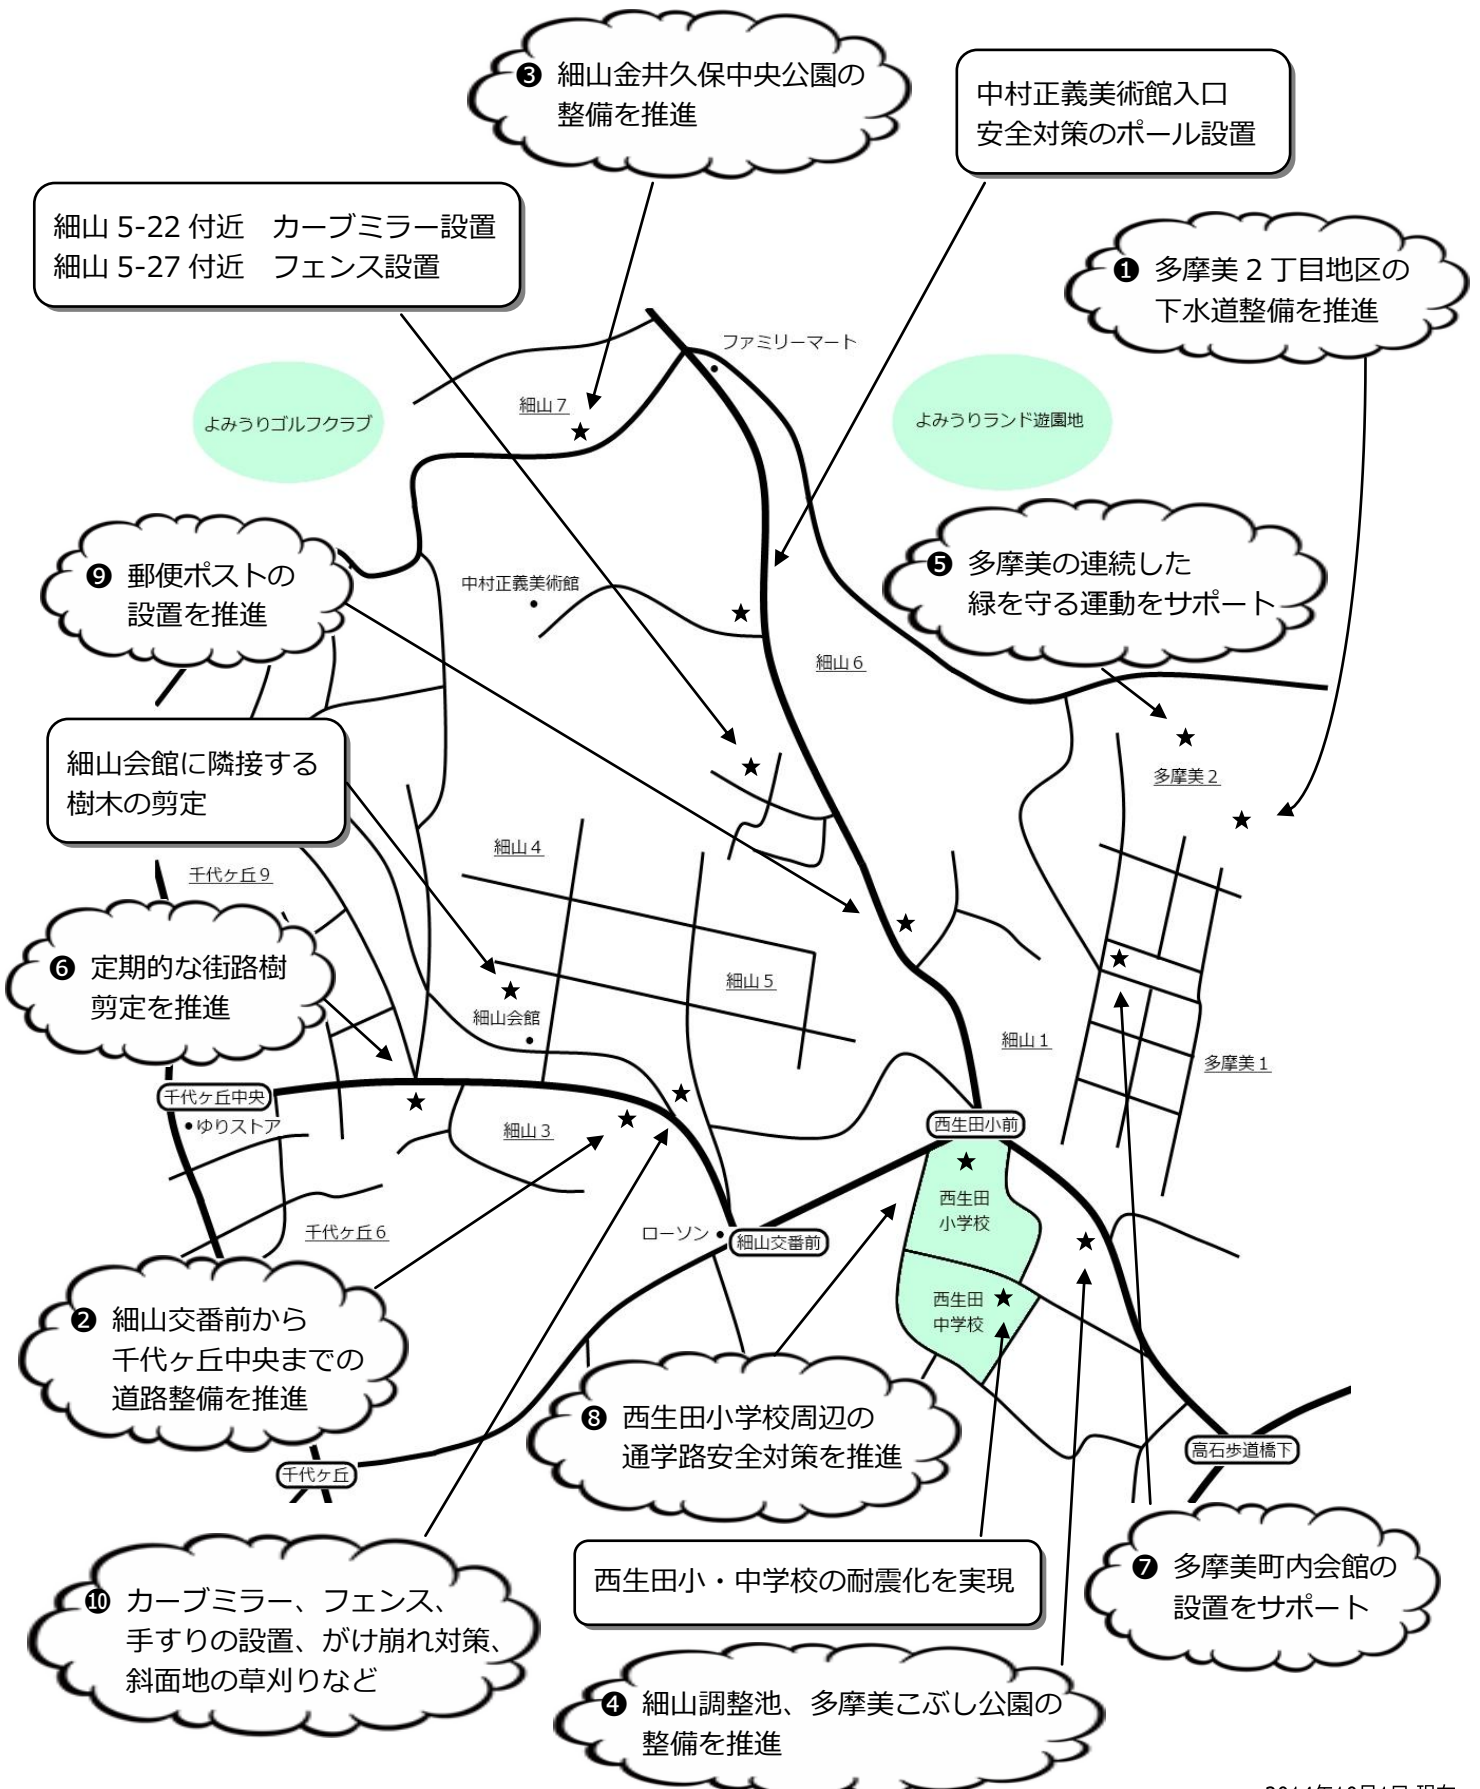 ❸ 細山金井久保中央公園の
整備を推進
中村正義美術館入口
安全対策のポール設置
細山 5-22 付近　カーブミラー設置
細山 5-27 付近　フェンス設置
❶ 多摩美２丁目地区の
下水道整備を推進
ファミリーマート
よみうりゴルフクラブ
細山７
よみうりランド遊園地
❾ 郵便ポストの
設置を推進
中村正義美術館
❺ 多摩美の連続した
緑を守る運動をサポート
細山６
細山会館に隣接する
樹木の剪定
多摩美２
細山４
千代ヶ丘９
❻ 定期的な街路樹
剪定を推進
細山５
細山会館
細山１
多摩美１
千代ヶ丘中央
ゆりストア
細山３
西生田小前
西生田
小学校
千代ヶ丘６
ローソン
細山交番前
西生田
中学校
❷ 細山交番前から
千代ヶ丘中央までの
道路整備を推進
❽ 西生田小学校周辺の
通学路安全対策を推進
高石歩道橋下
千代ヶ丘
西生田小・中学校の耐震化を実現
❼ 多摩美町内会館の
設置をサポート
❿ カーブミラー、フェンス、
手すりの設置、がけ崩れ対策、
斜面地の草刈りなど
❹ 細山調整池、多摩美こぶし公園の
整備を推進